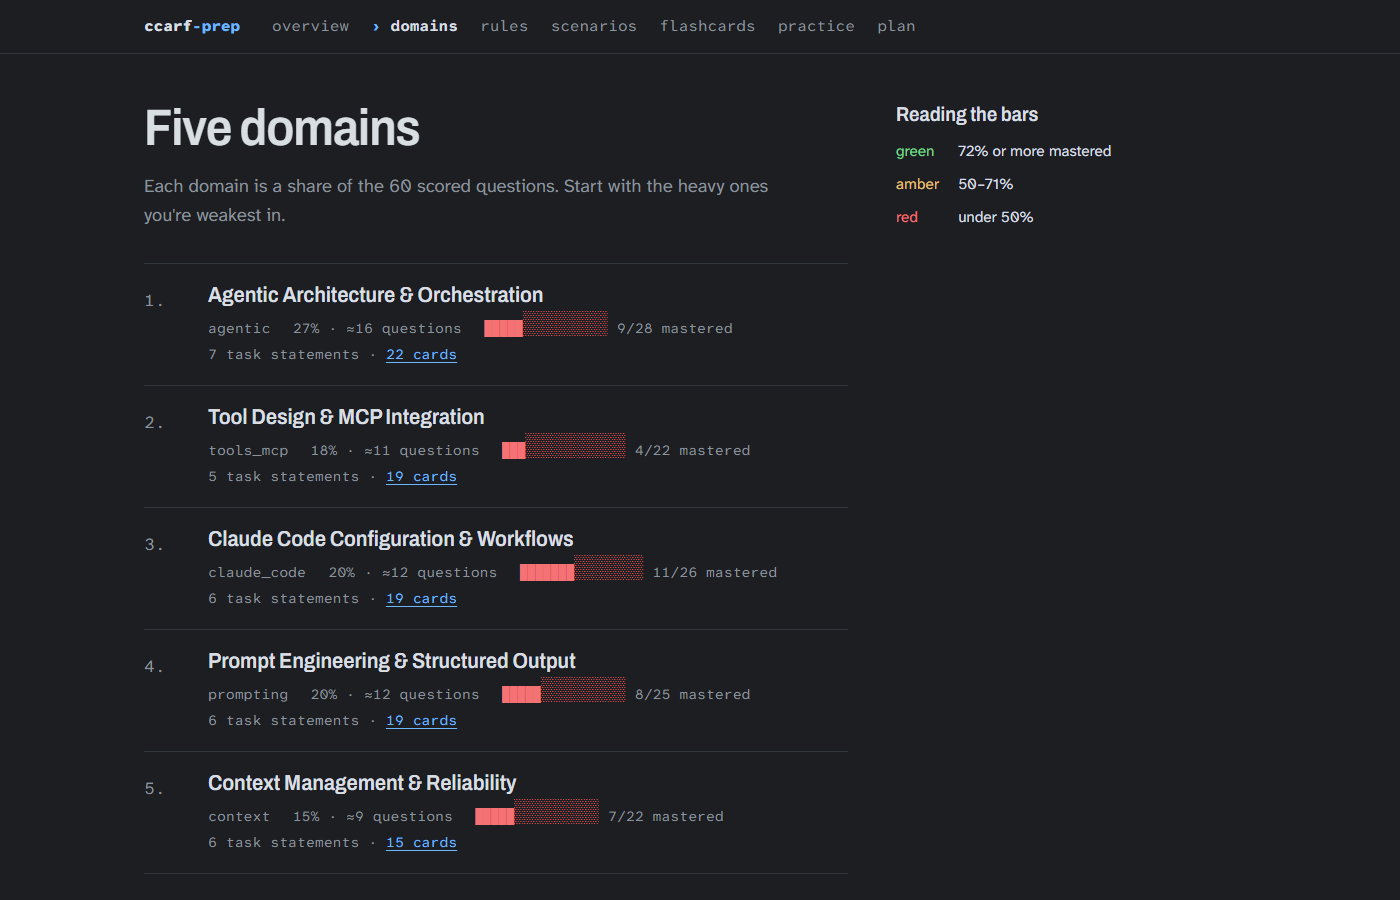 ccarf-prep overview › domains rules scenarios flashcards practice plan
Five domains
Each domain is a share of the 60 scored questions. Start with the heavy ones
you're weakest in.
1. Agentic Architecture & Orchestration
agentic 27% · ≈16 questions 9/28 mastered
7 task statements · 22 cards
2. Tool Design & MCP Integration
tools_mcp 18% · ≈11 questions 4/22 mastered
5 task statements · 19 cards
3. Claude Code Configuration & Workflows
claude_code 20% · ≈12 questions 11/26 mastered
6 task statements · 19 cards
4. Prompt Engineering & Structured Output
prompting 20% · ≈12 questions 8/25 mastered
6 task statements · 19 cards
5. Context Management & Reliability
context 15% · ≈9 questions 7/22 mastered
6 task statements · 15 cards
Reading the bars
green 72% or more mastered
amber 50–71%
red under 50%